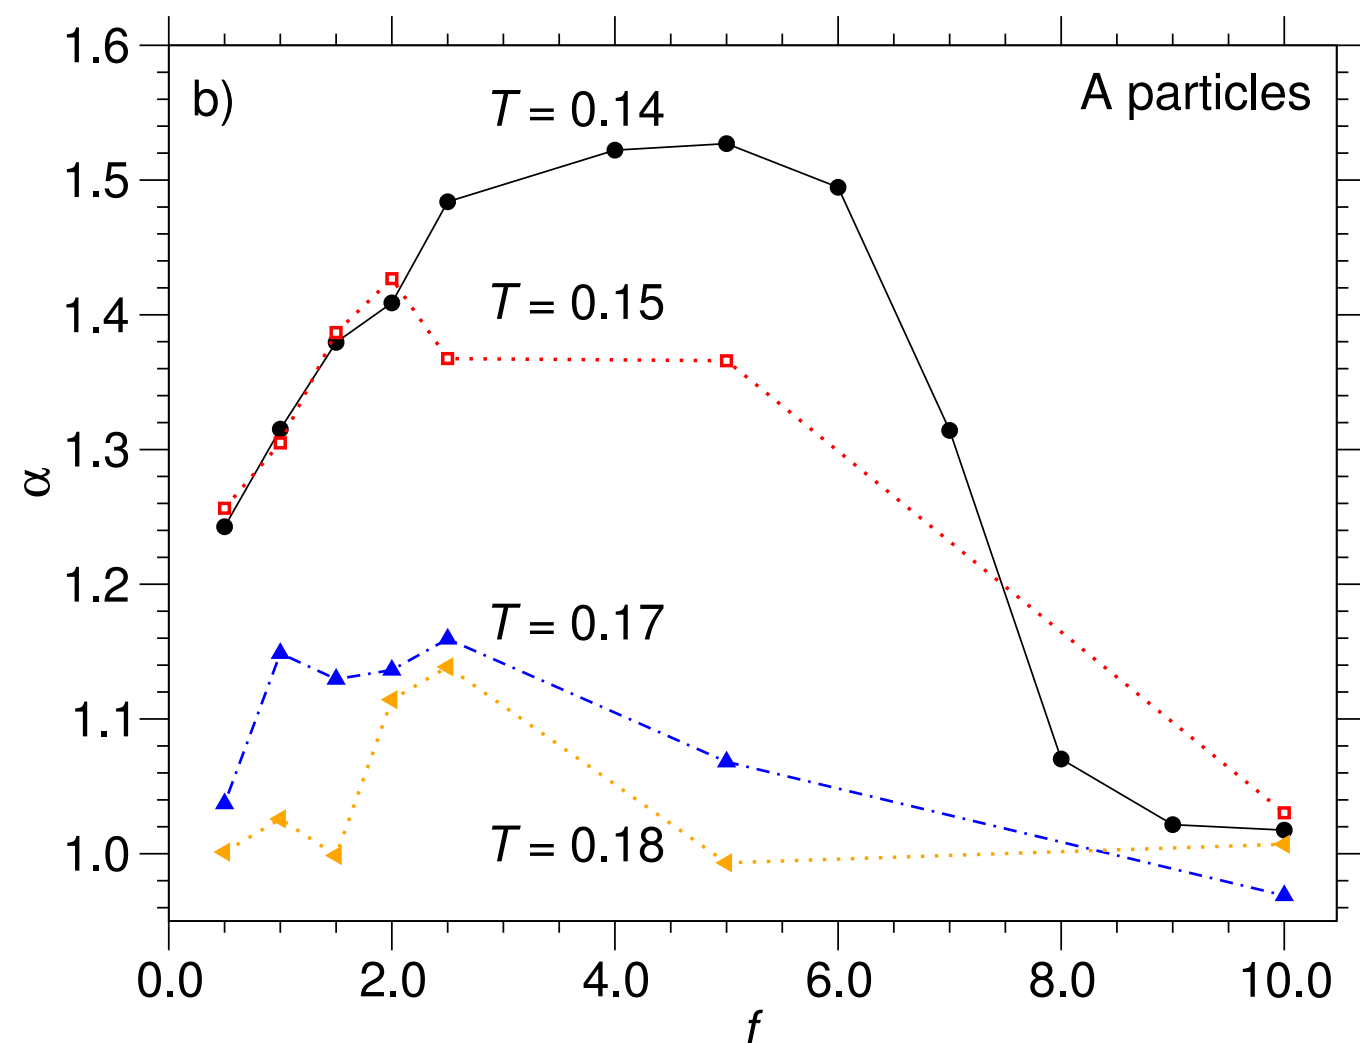 b)
A particles
T = 0.14
T = 0.15
T = 0.17
T = 0.18
1.6
1.5
1.4
1.3
1.2
1.1
1.0
α
0.0 2.0 4.0 6.0 8.0 10.0
f